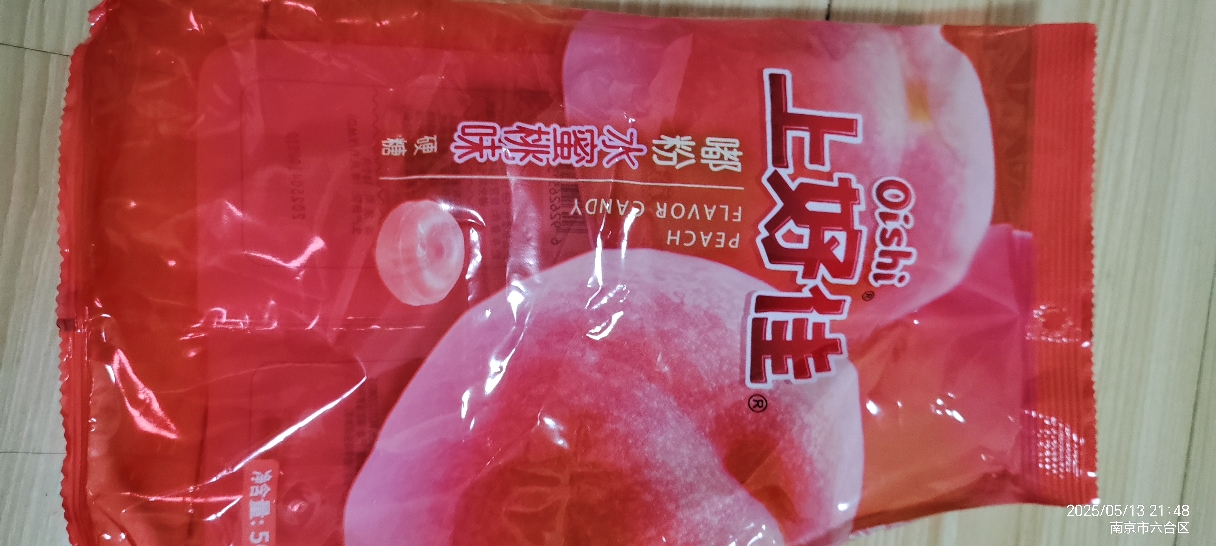 Oishi®
上好佳®
嘟粉
水蜜桃味
硬糖
PEACH
FLAVOR CANDY
净含量: 5
2025/05/13 21:48
南京市六合区